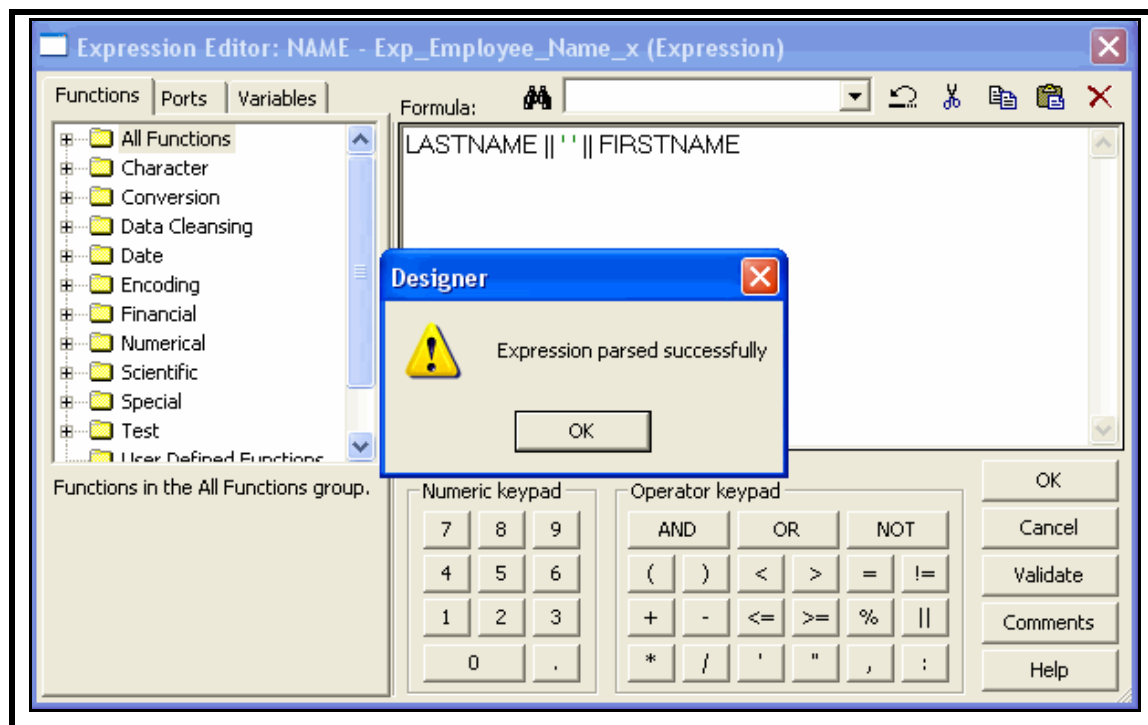 Expression Editor: NAME - Exp_Employee_Name_x (Expression)
Functions
Ports
Variables
Formula:
All Functions
Character
Conversion
Data Cleansing
Date
Encoding
Financial
Numerical
Scientific
Special
Test
User Defined Functions
Functions in the All Functions group.
LASTNAME || ' ' || FIRSTNAME
Designer
Expression parsed successfully
OK
Numeric keypad
7 8 9
4 5 6
1 2 3
0 .
Operator keypad
AND OR NOT
( ) < > = !=
+ - <= >= % ||
* / ' " , :
OK
Cancel
Validate
Comments
Help